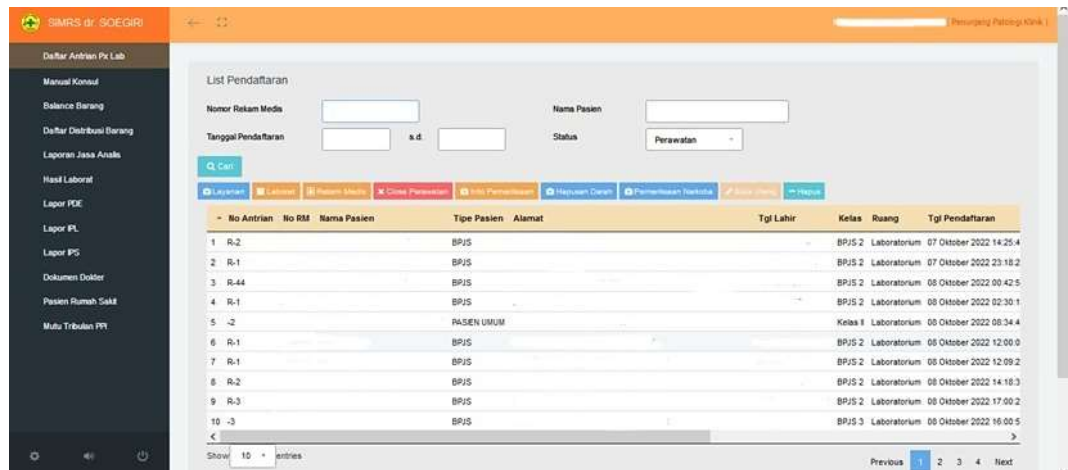 SIMRS dr. SOEGIRI
Penunjang Patologi Klinik
Daftar Antrian Px Lab
Manual Konsul
Balance Barang
Daftar Distribusi Barang
Laporan Jasa Analis
Hasil Laborat
Lapor PDE
Lapor IPL
Lapor IPS
Dokumen Dokter
Pasien Rumah Sakit
Mutu Tribulan PPI
List Pendaftaran
Nomor Rekam Medis Nama Pasien
Tanggal Pendaftaran s.d. Status Perawatan
Cari
Layanan Laborat Rekam Medis Close Perawatan Info Pemeriksaan Hapusan Darah Pemeriksaan Narkoba Hapus
No Antrian No RM Nama Pasien Tipe Pasien Alamat Tgl Lahir Kelas Ruang Tgl Pendaftaran
1 R-2 BPJS BPJS 2 Laboratorium 07 Oktober 2022 14:25:4
2 R-1 BPJS BPJS 2 Laboratorium 07 Oktober 2022 23:18:2
3 R-44 BPJS BPJS 2 Laboratorium 08 Oktober 2022 00:42:5
4 R-1 BPJS BPJS 2 Laboratorium 08 Oktober 2022 02:30:1
5 -2 PASIEN UMUM Kelas II Laboratorium 08 Oktober 2022 08:34:4
6 R-1 BPJS BPJS 2 Laboratorium 08 Oktober 2022 12:00:0
7 R-1 BPJS BPJS 2 Laboratorium 08 Oktober 2022 12:09:2
8 R-2 BPJS BPJS 2 Laboratorium 08 Oktober 2022 14:18:3
9 R-3 BPJS BPJS 2 Laboratorium 08 Oktober 2022 17:00:2
10 -3 BPJS BPJS 3 Laboratorium 08 Oktober 2022 16:00:5
Show 10 entries
Previous 1 2 3 4 Next